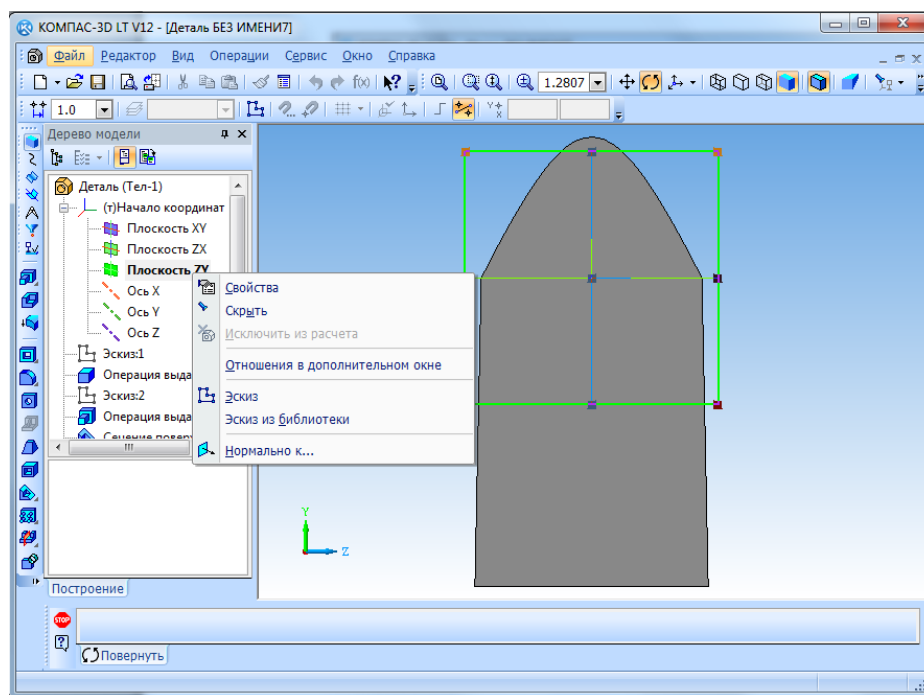 КОМПАС-3D LT V12 - [Деталь БЕЗ ИМЕНИ7]
Файл Редактор Вид Операции Сервис Окно Справка
1.2807
1.0
Дерево модели
Деталь (Тел-1)
(т)Начало координат
Плоскость XY
Плоскость ZX
Плоскость ZY
Ось X
Ось Y
Ось Z
Эскиз:1
Операция выда
Эскиз:2
Операция выда
Сечение повер
Свойства
Скрыть
Исключить из расчета
Отношения в дополнительном окне
Эскиз
Эскиз из библиотеки
Нормально к...
Y
Z
Построение
STOP
Повернуть